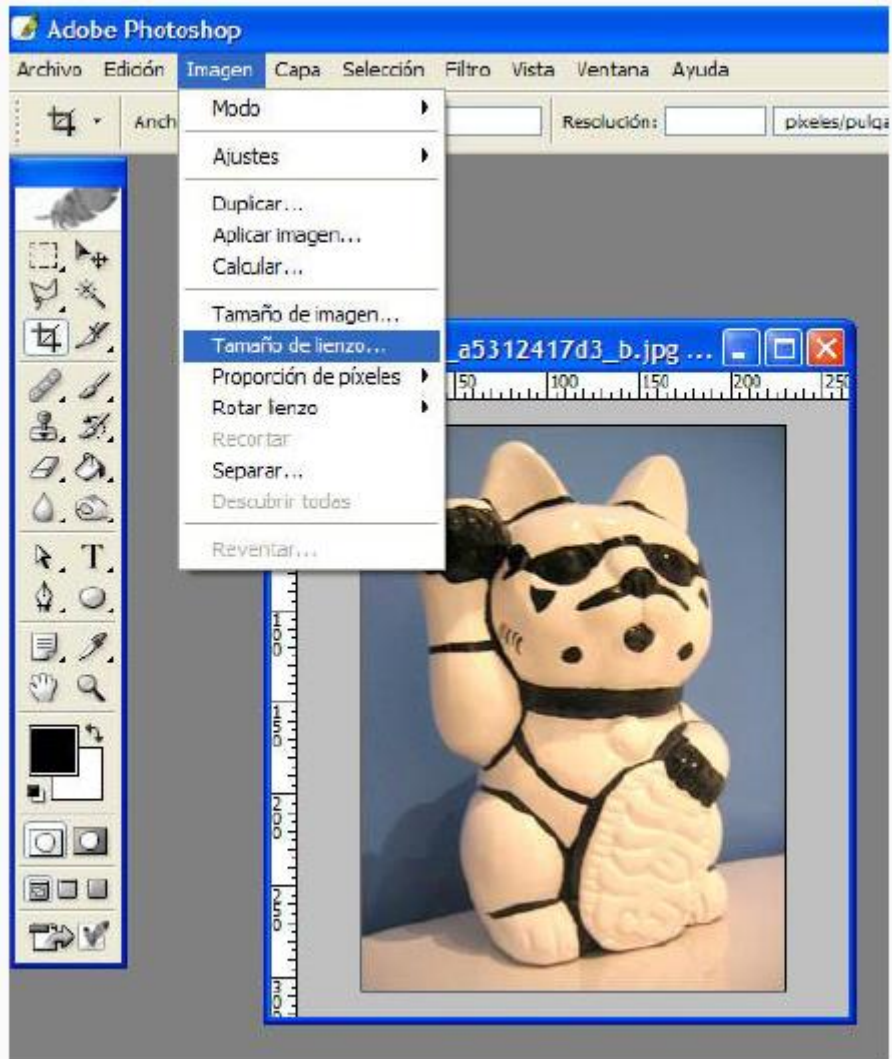 Adobe Photoshop
Archivo Edición Imagen Capa Selección Filtro Vista Ventana Ayuda
Anch Resolución: píxeles/pulga
Modo
Ajustes
Duplicar...
Aplicar imagen...
Calcular...
Tamaño de imagen...
Tamaño de lienzo...
Proporción de píxeles
Rotar lienzo
Recortar
Separar...
Descubrir todas
Reventar...
_a5312417d3_b.jpg ...
50 100 150 200 250
100
150
200
250
300
T